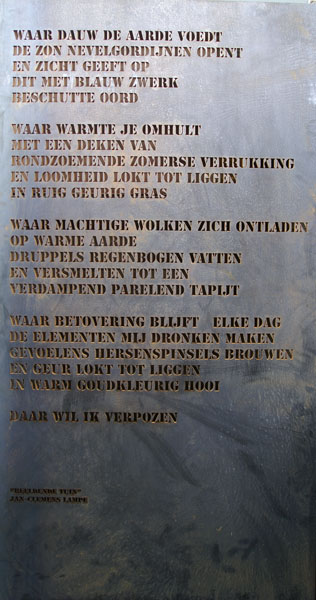 WAAR DAUW DE AARDE VOEDT
DE ZON NEVELGORDIJNEN OPENT
EN ZICHT GEEFT OP
DIT MET BLAUW ZWERK
BESCHUTTE OORD
WAAR WARMTE JE OMHULT
MET EEN DEKEN VAN
RONDZOEMENDE ZOMERSE VERRUKKING
EN LOOMHEID LOKT TOT LIGGEN
IN RUIG GEURIG GRAS
WAAR MACHTIGE WOLKEN ZICH ONTLADEN
OP WARME AARDE
DRUPPELS REGENBOGEN VATTEN
EN VERSMELTEN TOT EEN
VERDAMPEND PARELEND TAPIJT
WAAR BETOVERING BLIJFT ELKE DAG
DE ELEMENTEN MIJ DRONKEN MAKEN
GEVOELENS HERSENSPINSELS BROUWEN
EN GEUR LOKT TOT LIGGEN
IN WARM GOUDKLEURIG HOOI
DAAR WIL IK VERPOZEN
"BEELDENDE TUIN"
JAN-CLEMENS LAMPE